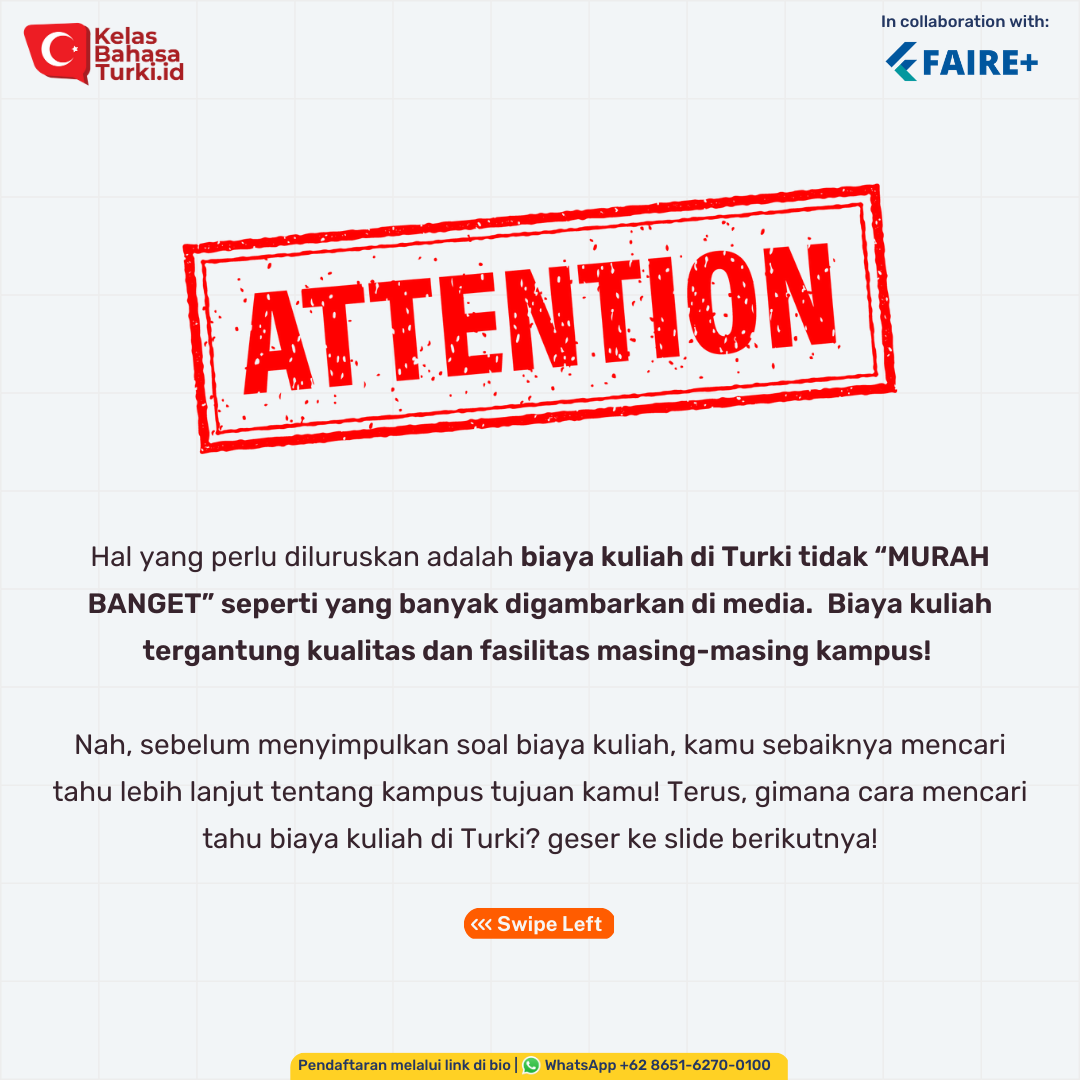 Kelas
Bahasa
Turki.id
In collaboration with:
FAIRE+
ATTENTION
Hal yang perlu diluruskan adalah biaya kuliah di Turki tidak “MURAH
BANGET” seperti yang banyak digambarkan di media.  Biaya kuliah
tergantung kualitas dan fasilitas masing-masing kampus!
Nah, sebelum menyimpulkan soal biaya kuliah, kamu sebaiknya mencari
tahu lebih lanjut tentang kampus tujuan kamu! Terus, gimana cara mencari
tahu biaya kuliah di Turki? geser ke slide berikutnya!
<<< Swipe Left
Pendaftaran melalui link di bio | WhatsApp +62 8651-6270-0100